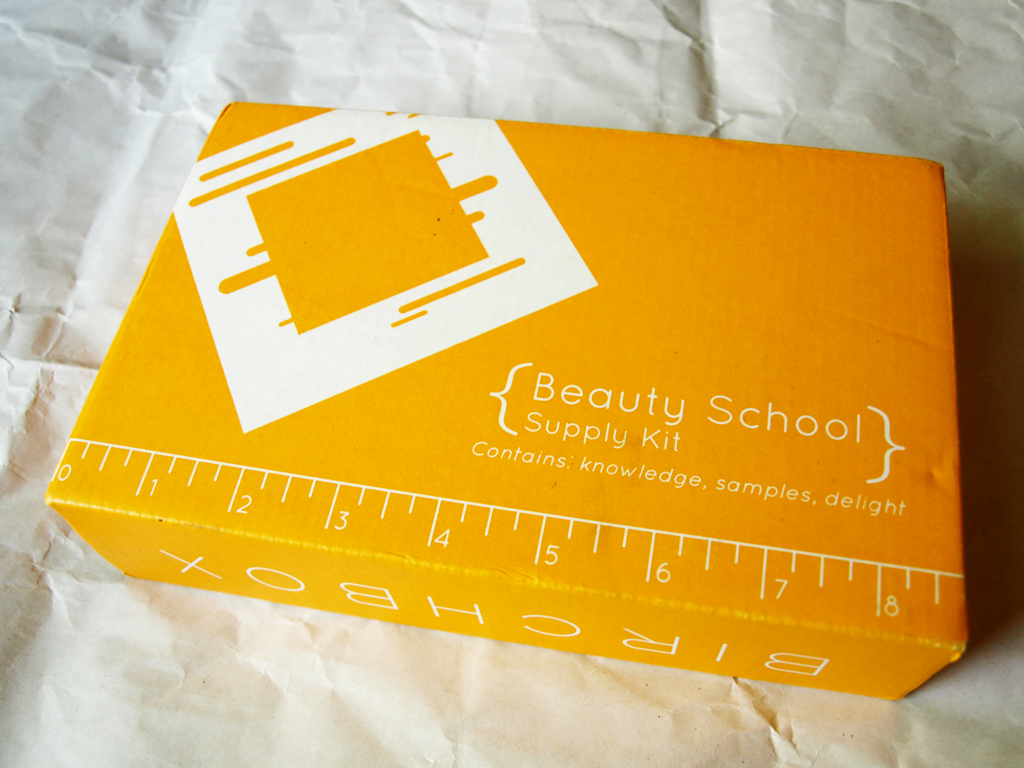 {Beauty School
Supply Kit}
Contains: knowledge, samples, delight
0 1 2 3 4 5 6 7 8
BIRCHBOX